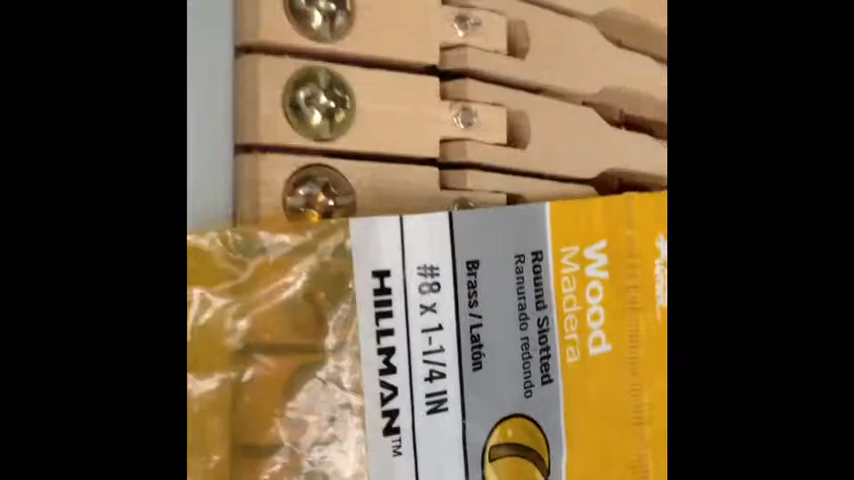 Wood
Madera
Round Slotted
Ranurado redondo
Brass / Latón
#8 x 1-1/4 IN
HILLMAN™